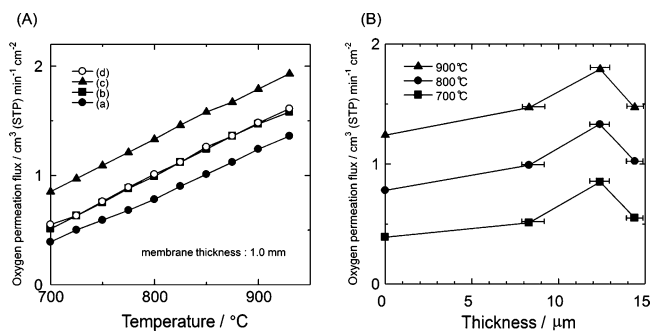 (A)
Oxygen permeation flux / cm³ (STP) min⁻¹ cm⁻²
2
1
0
(d)
(c)
(b)
(a)
membrane thickness : 1.0 mm
700
800
900
Temperature / °C
(B)
Oxygen permeation flux / cm³ (STP) min⁻¹ cm⁻²
2
1
0
900℃
800℃
700℃
0
5
10
15
Thickness / μm